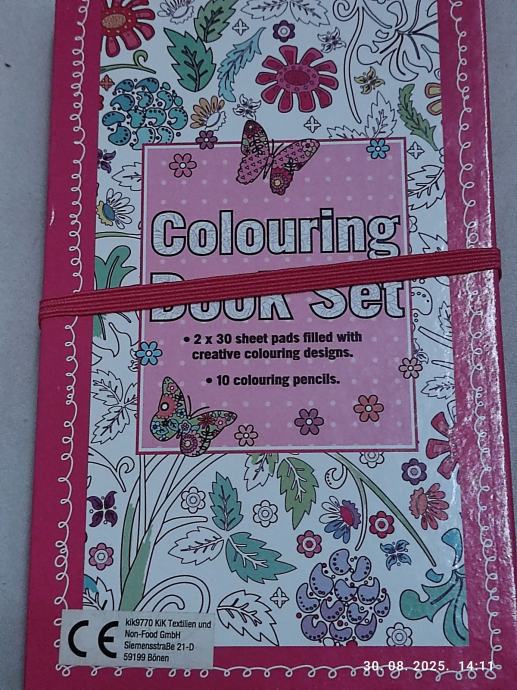 Colouring
Book Set
• 2 x 30 sheet pads filled with
creative colouring designs.
• 10 colouring pencils.
CE
kik9770 KiK Textilien und
Non-Food GmbH
Siemensstraße 21-D
59199 Bönen
30. 08. 2025. 14:11